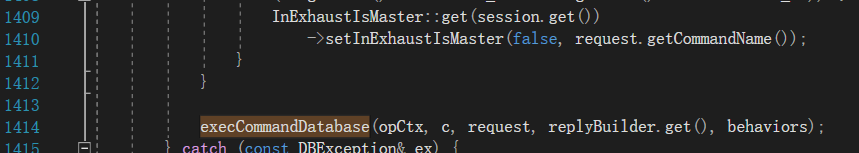 1409 InExhaustIsMaster::get(session.get())
1410 ->setInExhaustIsMaster(false, request.getCommandName());
1411 }
1412 }
1413
1414 execCommandDatabase(opCtx, c, request, replyBuilder.get(), behaviors);
1415 } catch (const DBException& ex) {